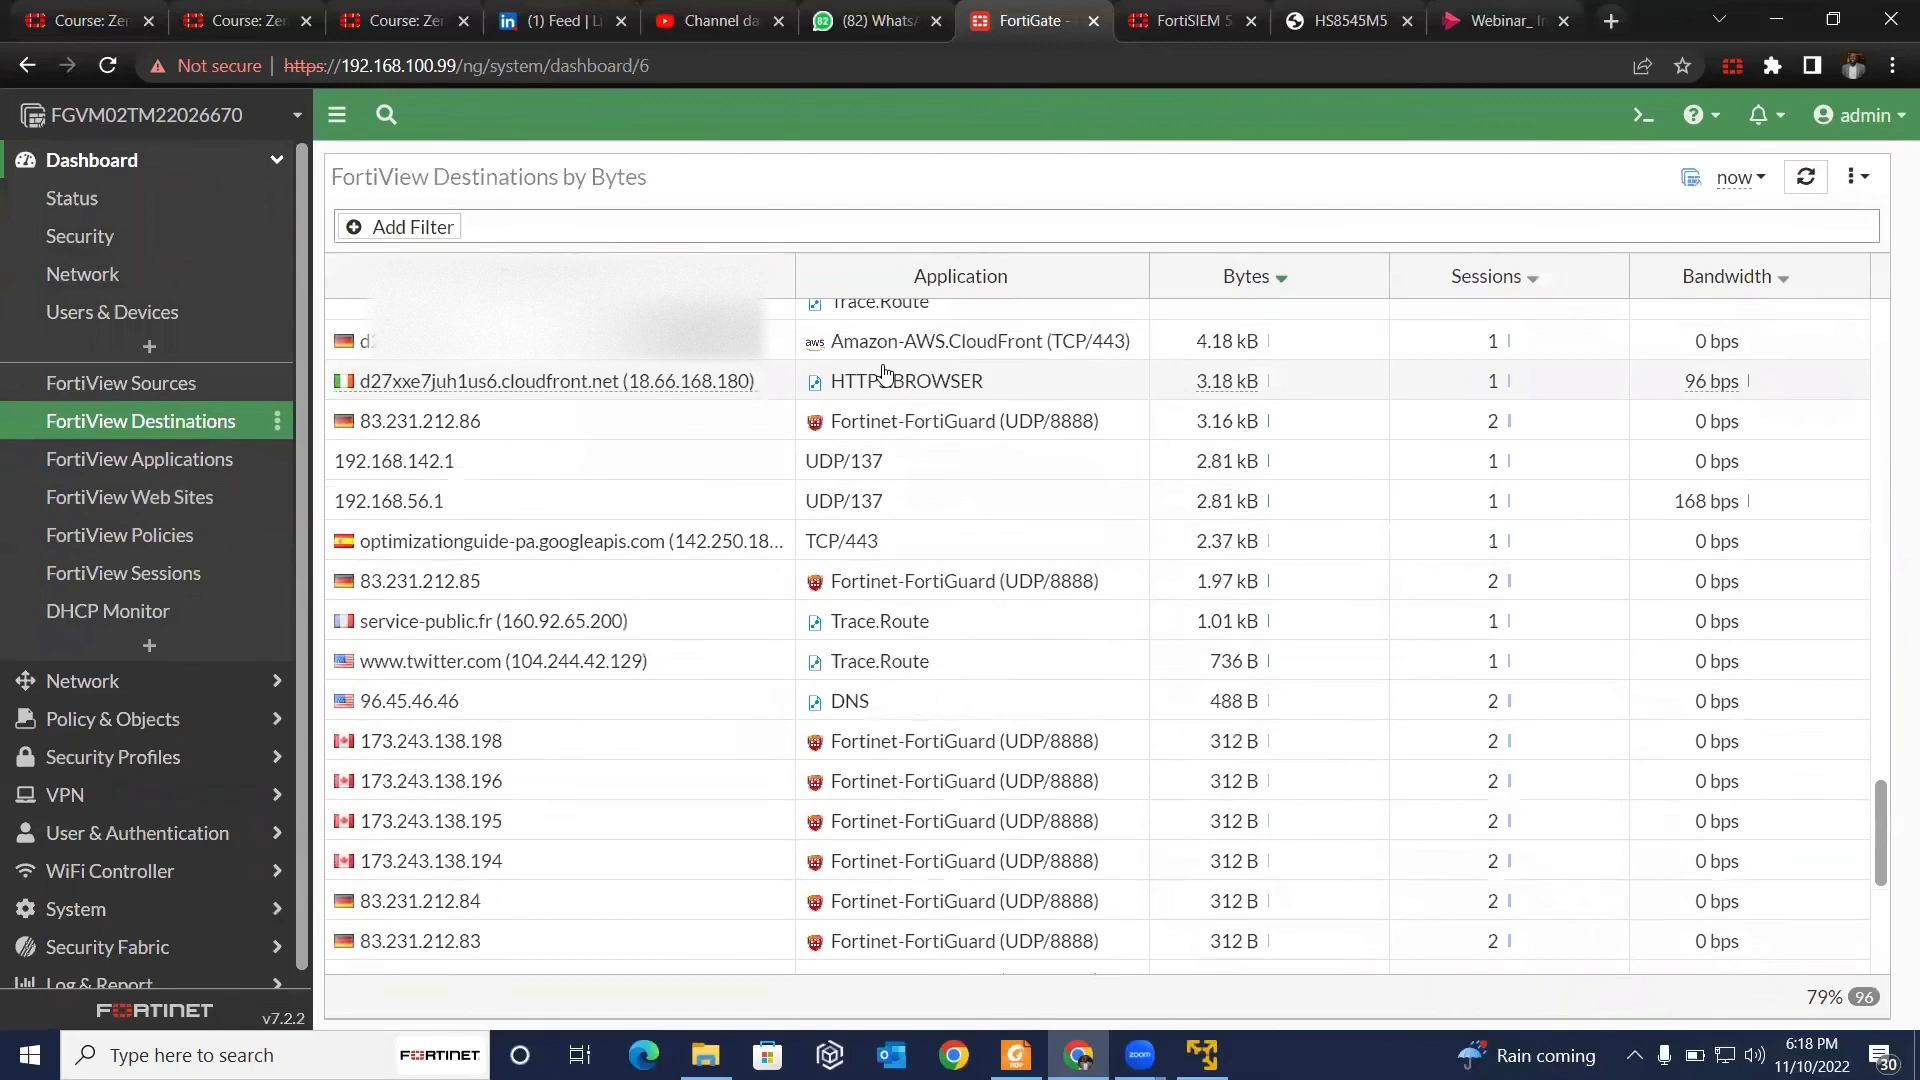 Course: Zer
Course: Zer
Course: Zer
(1) Feed | Li
Channel da
(82) Whats
FortiGate -
FortiSIEM 5
HS8545M5
Webinar_ In
Not secure
https://192.168.100.99/ng/system/dashboard/6
FGVM02TM22026670
admin
Dashboard
Status
Security
Network
Users & Devices
FortiView Sources
FortiView Destinations
FortiView Applications
FortiView Web Sites
FortiView Policies
FortiView Sessions
DHCP Monitor
Network
Policy & Objects
Security Profiles
VPN
User & Authentication
WiFi Controller
System
Security Fabric
Log & Report
FORTINET
v7.2.2
FortiView Destinations by Bytes
now
Add Filter
Application Bytes Sessions Bandwidth
Trace.Route
aws Amazon-AWS.CloudFront (TCP/443) 4.18 kB 1 0 bps
d27xxe7juh1us6.cloudfront.net (18.66.168.180) HTTPS.BROWSER 3.18 kB 1 96 bps
83.231.212.86 Fortinet-FortiGuard (UDP/8888) 3.16 kB 2 0 bps
192.168.142.1 UDP/137 2.81 kB 1 0 bps
192.168.56.1 UDP/137 2.81 kB 1 168 bps
optimizationguide-pa.googleapis.com (142.250.18... TCP/443 2.37 kB 1 0 bps
83.231.212.85 Fortinet-FortiGuard (UDP/8888) 1.97 kB 2 0 bps
service-public.fr (160.92.65.200) Trace.Route 1.01 kB 1 0 bps
www.twitter.com (104.244.42.129) Trace.Route 736 B 1 0 bps
96.45.46.46 DNS 488 B 2 0 bps
173.243.138.198 Fortinet-FortiGuard (UDP/8888) 312 B 2 0 bps
173.243.138.196 Fortinet-FortiGuard (UDP/8888) 312 B 2 0 bps
173.243.138.195 Fortinet-FortiGuard (UDP/8888) 312 B 2 0 bps
173.243.138.194 Fortinet-FortiGuard (UDP/8888) 312 B 2 0 bps
83.231.212.84 Fortinet-FortiGuard (UDP/8888) 312 B 2 0 bps
83.231.212.83 Fortinet-FortiGuard (UDP/8888) 312 B 2 0 bps
79% 96
Type here to search
FORTINET
zoom
Rain coming
6:18 PM
11/10/2022
30